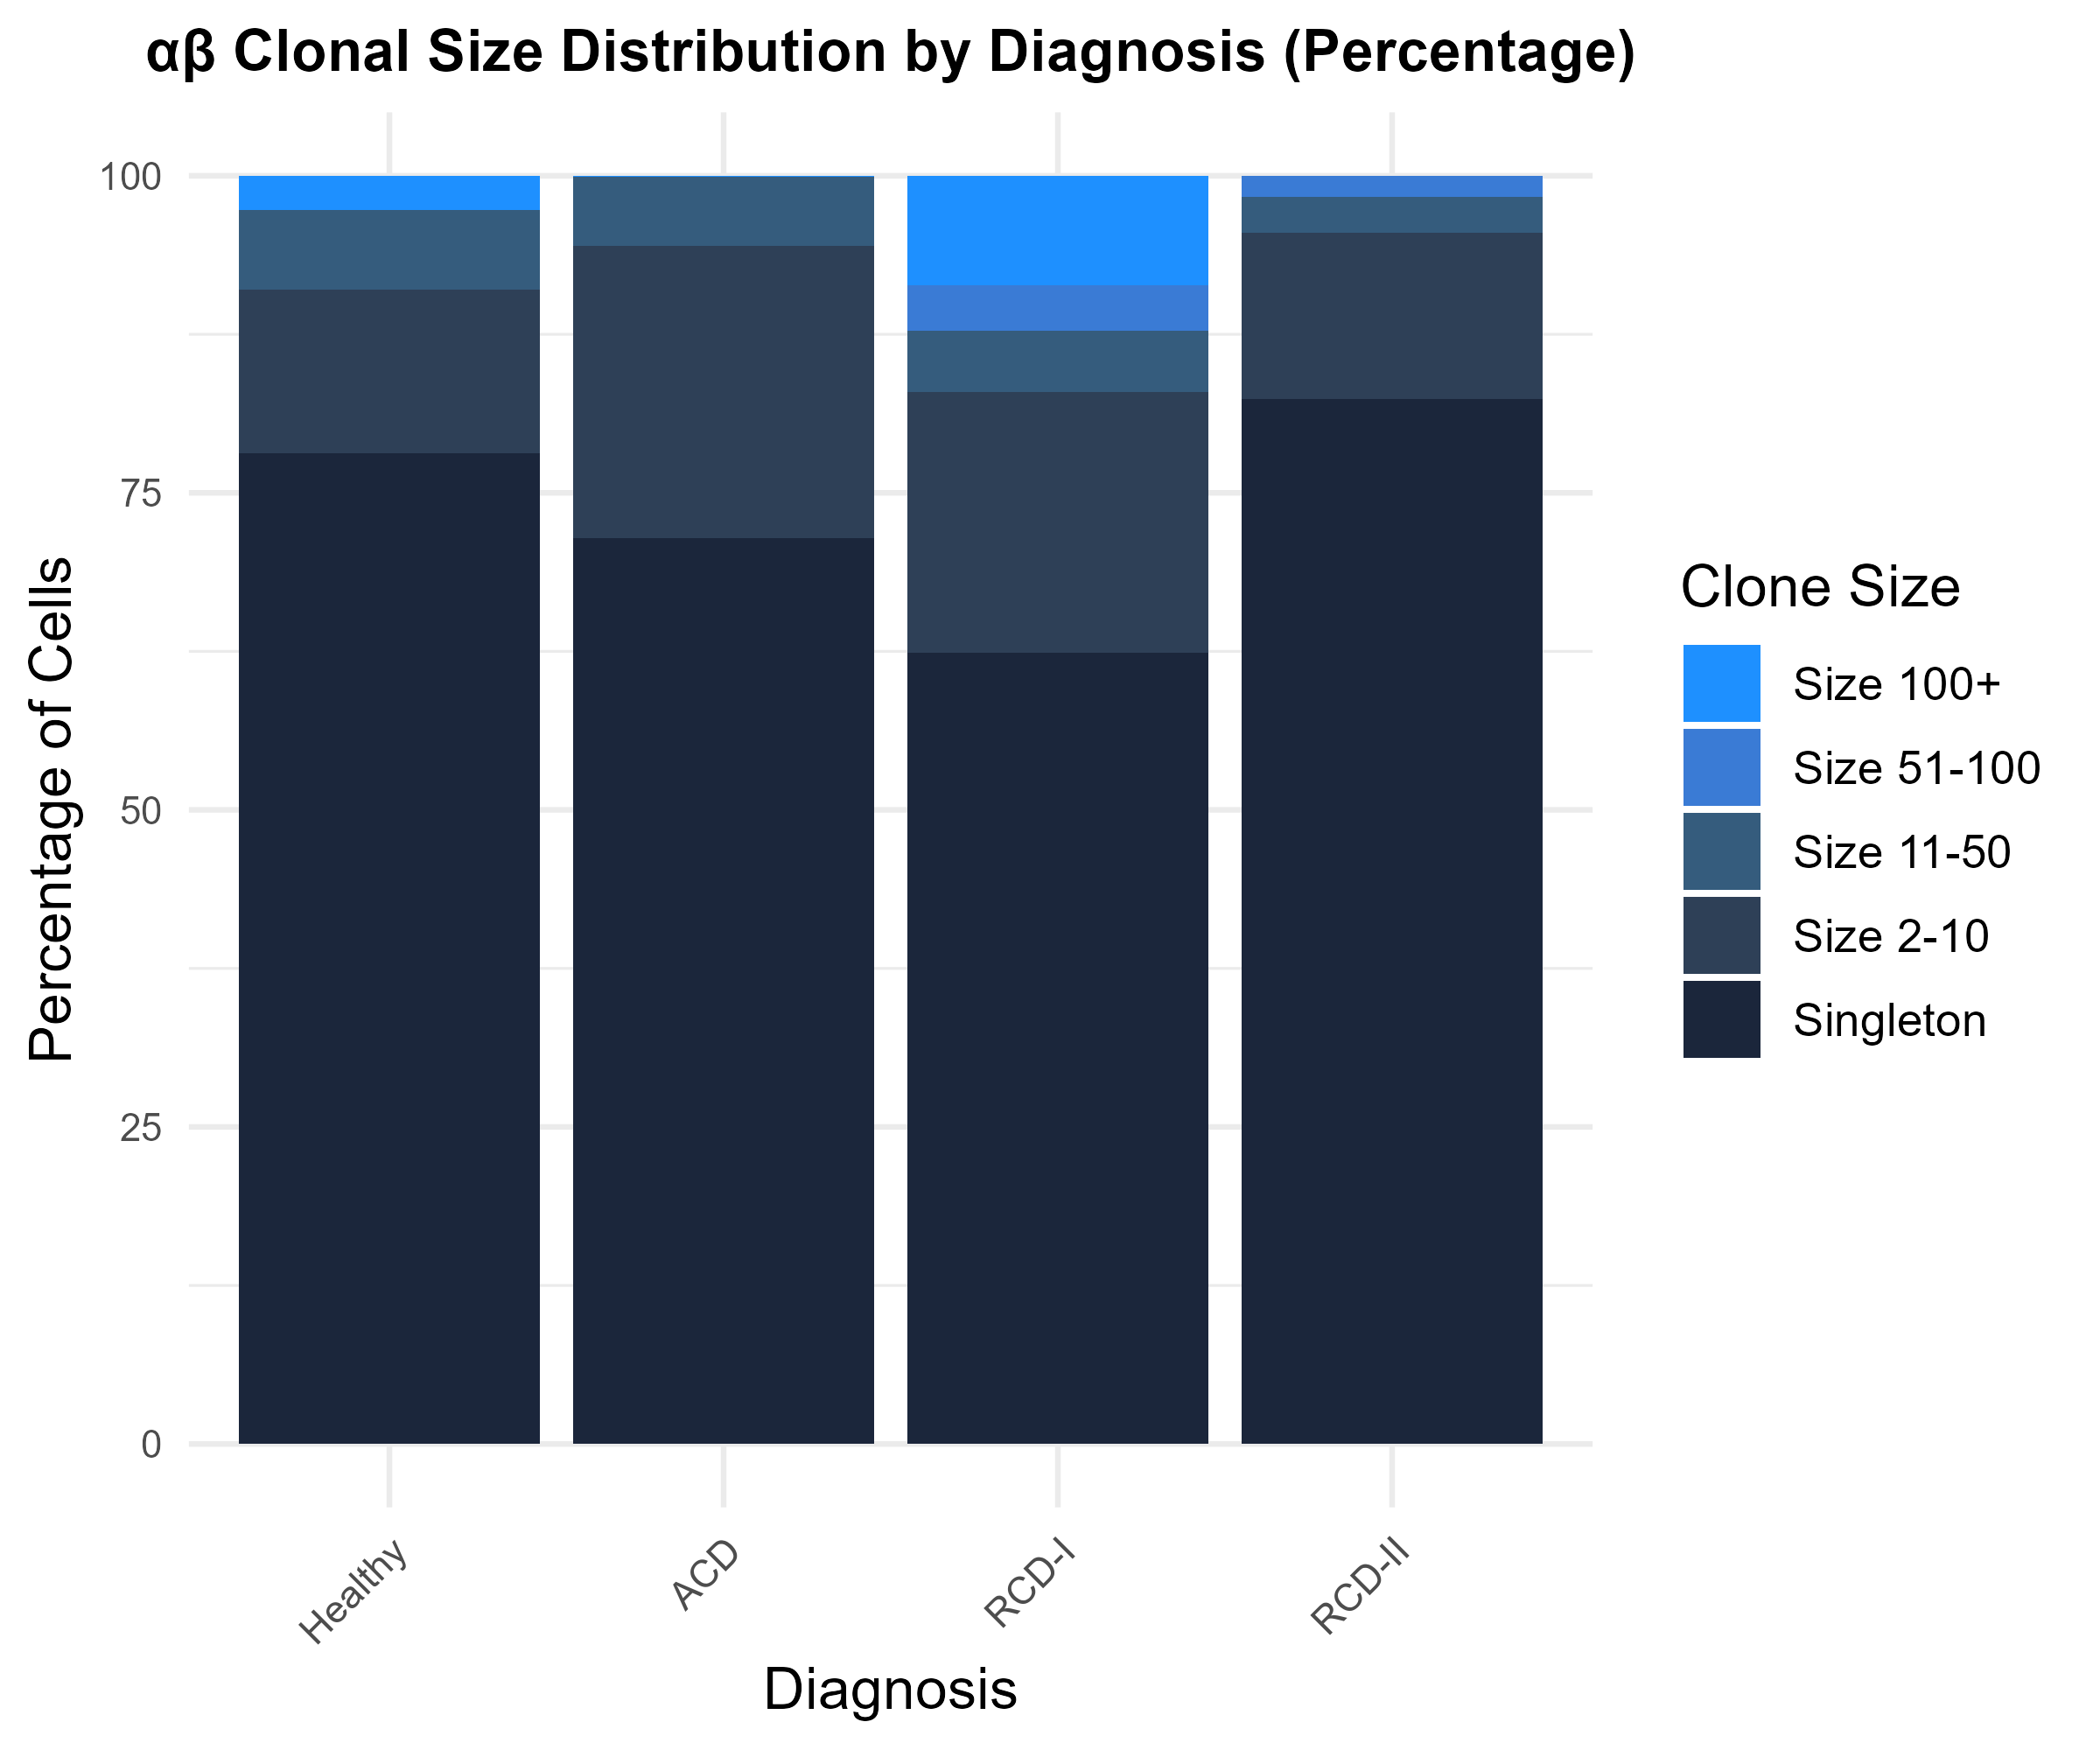 αβ Clonal Size Distribution by Diagnosis (Percentage)
Percentage of Cells
100
75
50
25
0
Healthy
ACD
RCD-I
RCD-II
Diagnosis
Clone Size
Size 100+
Size 51-100
Size 11-50
Size 2-10
Singleton